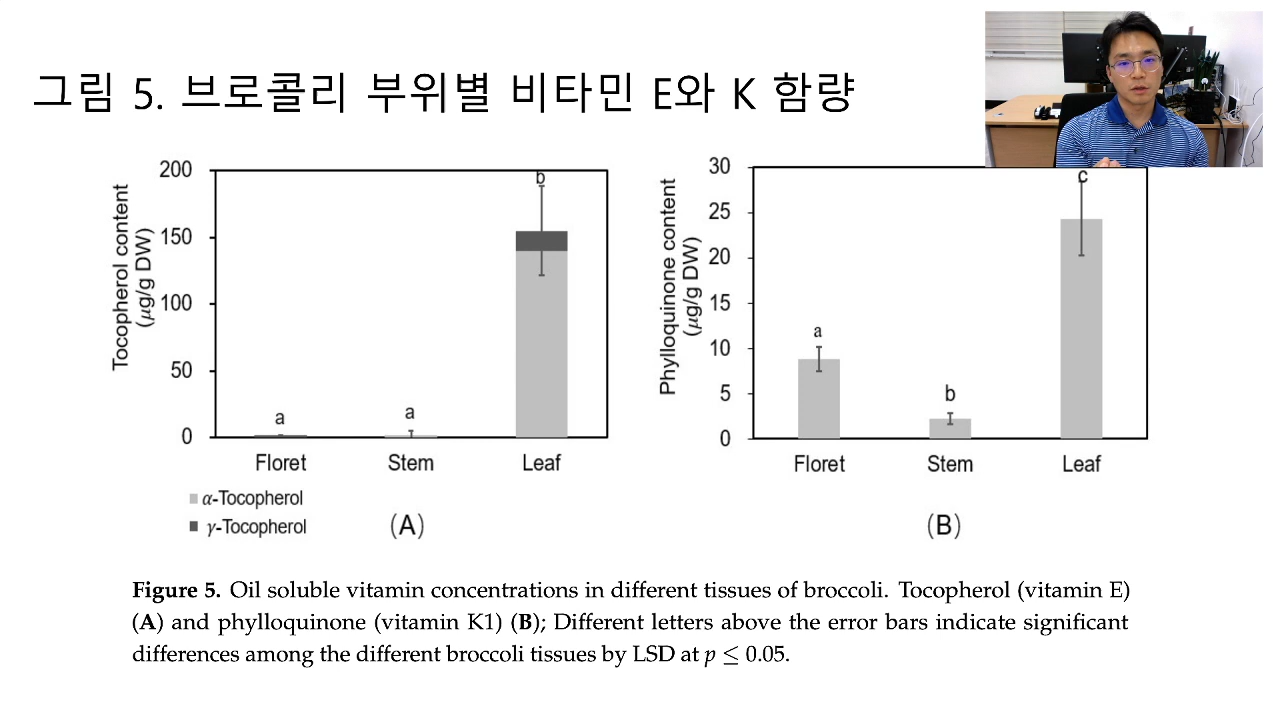 그림 5. 브로콜리 부위별 비타민 E와 K 함량
Tocopherol content
(μg/g DW)
200
150
100
50
0
a
a
b
Floret
Stem
Leaf
α-Tocopherol
γ-Tocopherol
(A)
Phylloquinone content
(μg/g DW)
30
25
20
15
10
5
0
a
b
c
Floret
Stem
Leaf
(B)
Figure 5. Oil soluble vitamin concentrations in different tissues of broccoli. Tocopherol (vitamin E)
(A) and phylloquinone (vitamin K1) (B); Different letters above the error bars indicate significant
differences among the different broccoli tissues by LSD at p ≤ 0.05.